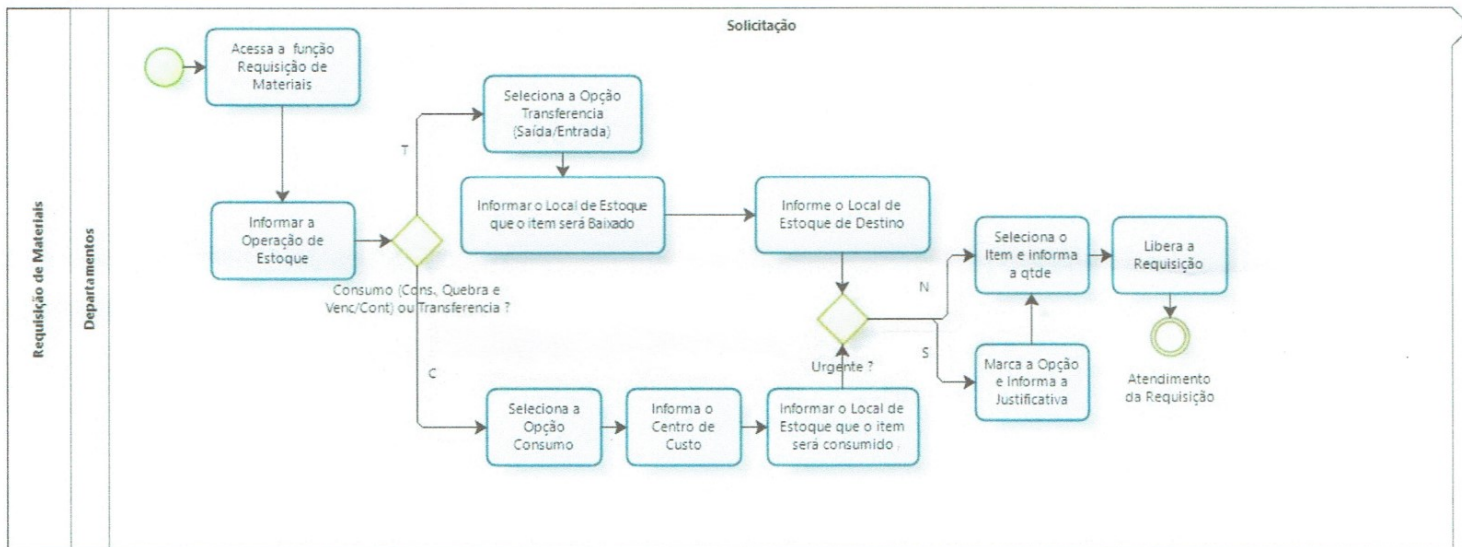 Solicitação
Requisição de Materiais
Departamentos
Acessa a função
Requisição de
Materiais
Informar a
Operação de
Estoque
Consumo (Cons., Quebra e
Venc/Cont) ou Transferencia ?
T
C
Seleciona a Opção
Transferencia
(Saída/Entrada)
Informar o Local de Estoque
que o item será Baixado
Informe o Local de
Estoque de Destino
Seleciona a
Opção
Consumo
Informa o
Centro de
Custo
Informar o Local de
Estoque que o item
será consumido
Urgente ?
N
S
Seleciona o
Item e informa
a qtde
Marca a Opção
e Informa a
Justificativa
Libera a
Requisição
Atendimento
da Requisição